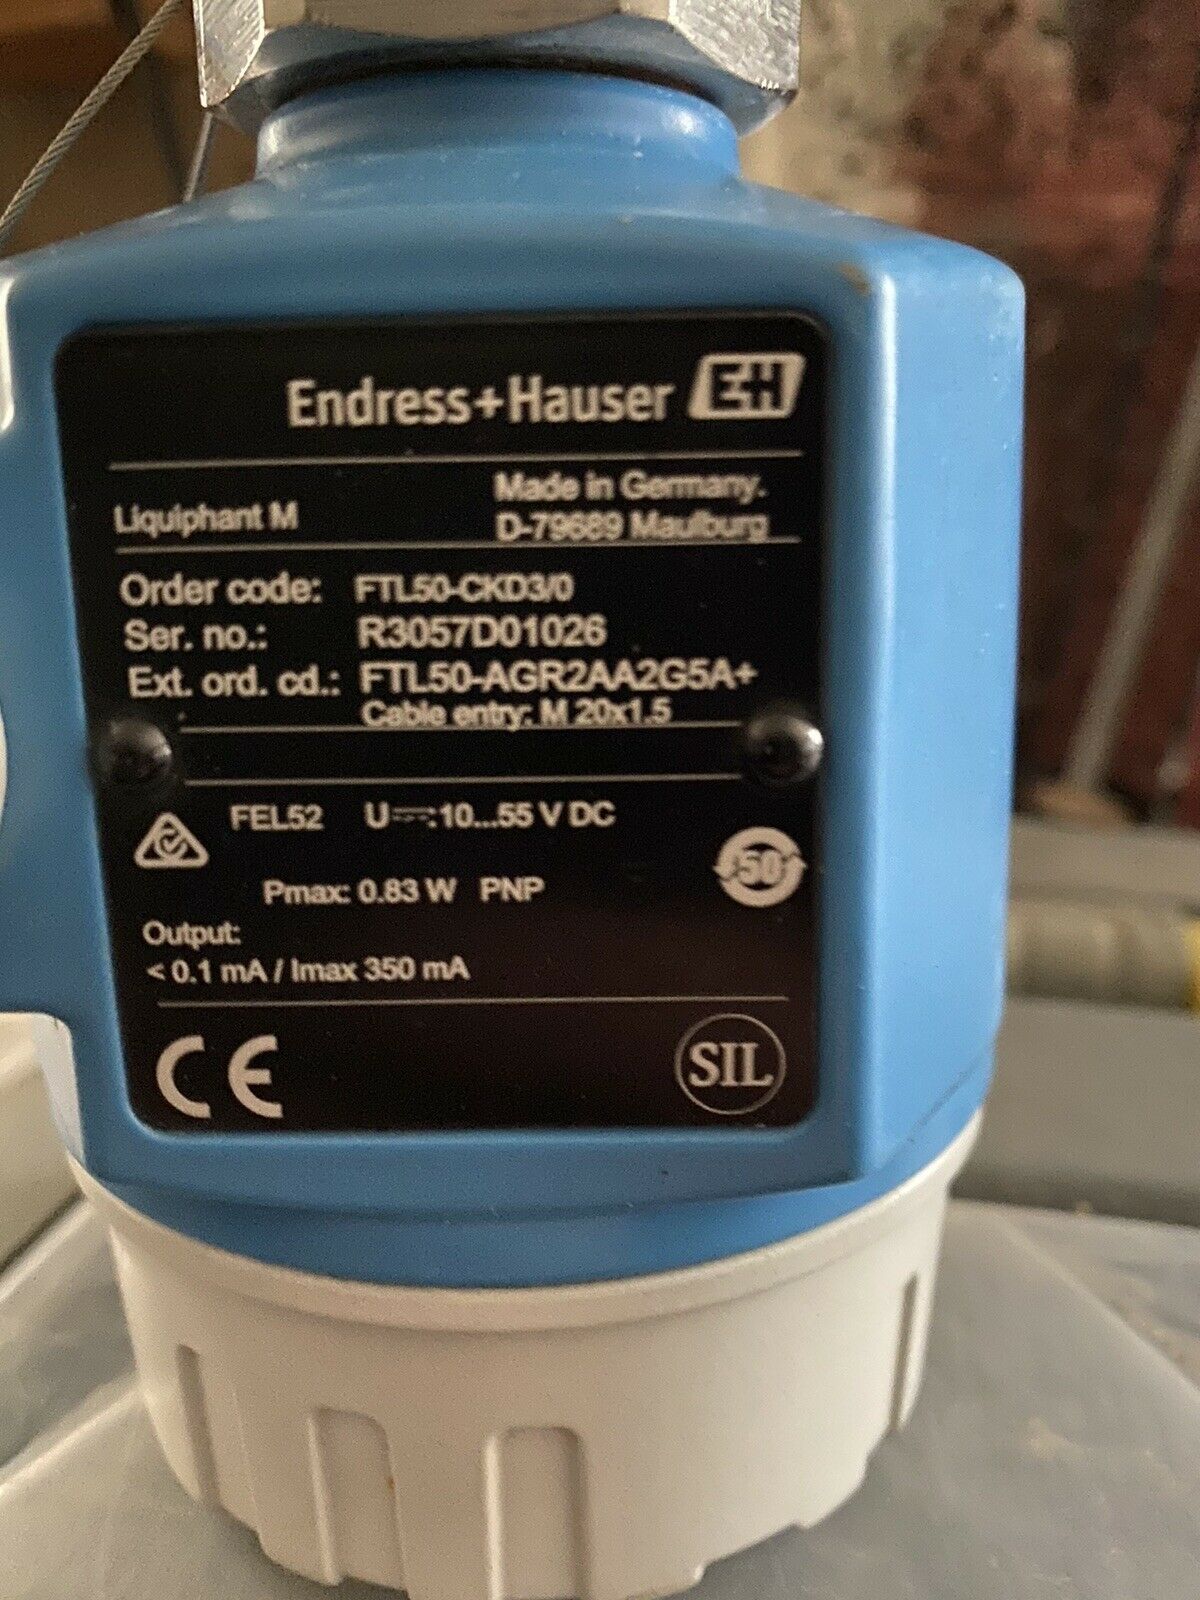 Endress+Hauser EH
Liquiphant M
Made in Germany.
D-79689 Maulburg
Order code: FTL50-CKD3/0
Ser. no.: R3057D01026
Ext. ord. cd.: FTL50-AGR2AA2G5A+
Cable entry: M 20x1.5
FEL52 U⎓:10...55 V DC
50
Pmax: 0.83 W PNP
Output:
< 0.1 mA / Imax 350 mA
CE SIL